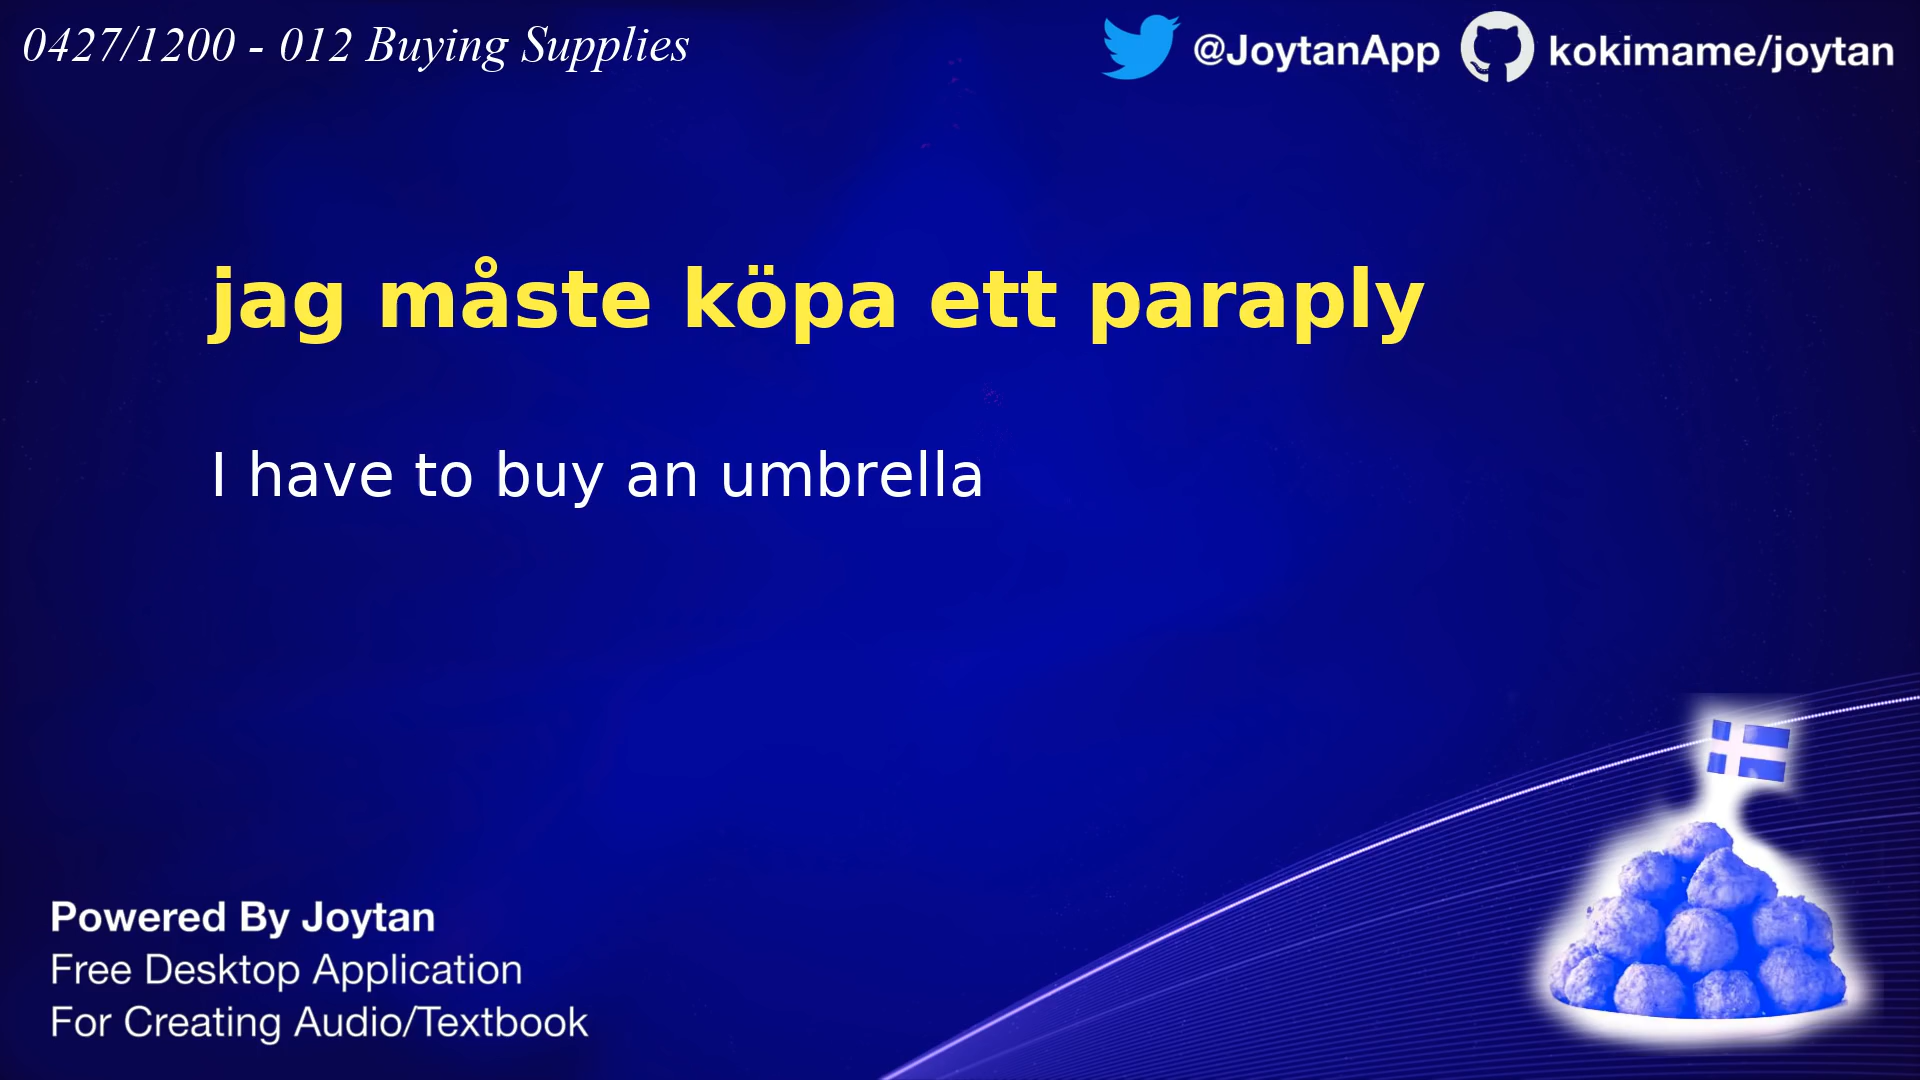 0427/1200 - 012 Buying Supplies
@JoytanApp
kokimame/joytan
jag måste köpa ett paraply
I have to buy an umbrella
Powered By Joytan
Free Desktop Application
For Creating Audio/Textbook